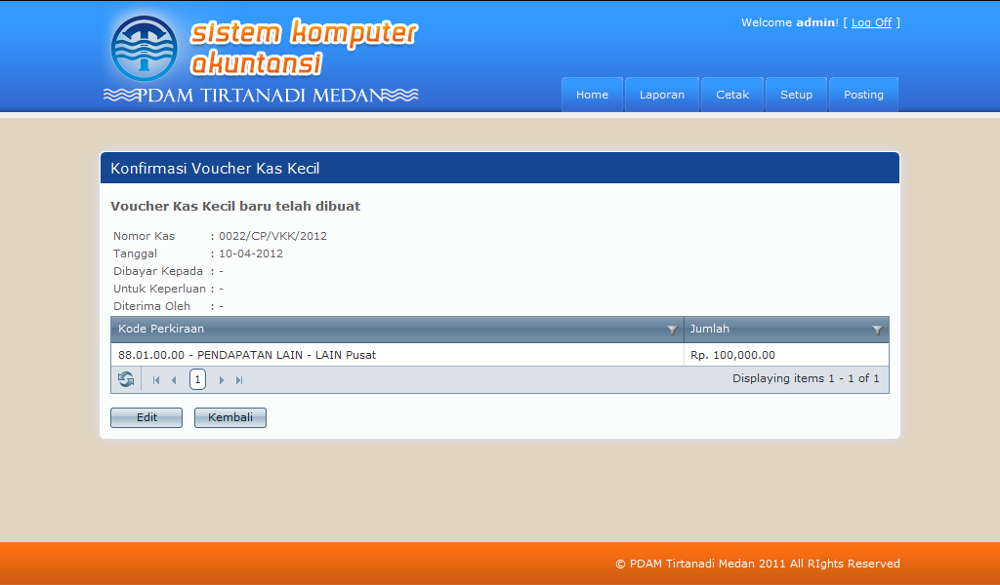 sistem komputer
akuntansi
PDAM TIRTANADI MEDAN
Welcome admin! [ Log Off ]
Home Laporan Cetak Setup Posting
Konfirmasi Voucher Kas Kecil
Voucher Kas Kecil baru telah dibuat
Nomor Kas : 0022/CP/VKK/2012
Tanggal : 10-04-2012
Dibayar Kepada : -
Untuk Keperluan : -
Diterima Oleh : -
Kode Perkiraan Jumlah
88.01.00.00 - PENDAPATAN LAIN - LAIN Pusat Rp. 100,000.00
1 Displaying items 1 - 1 of 1
Edit Kembali
© PDAM Tirtanadi Medan 2011 All RIghts Reserved